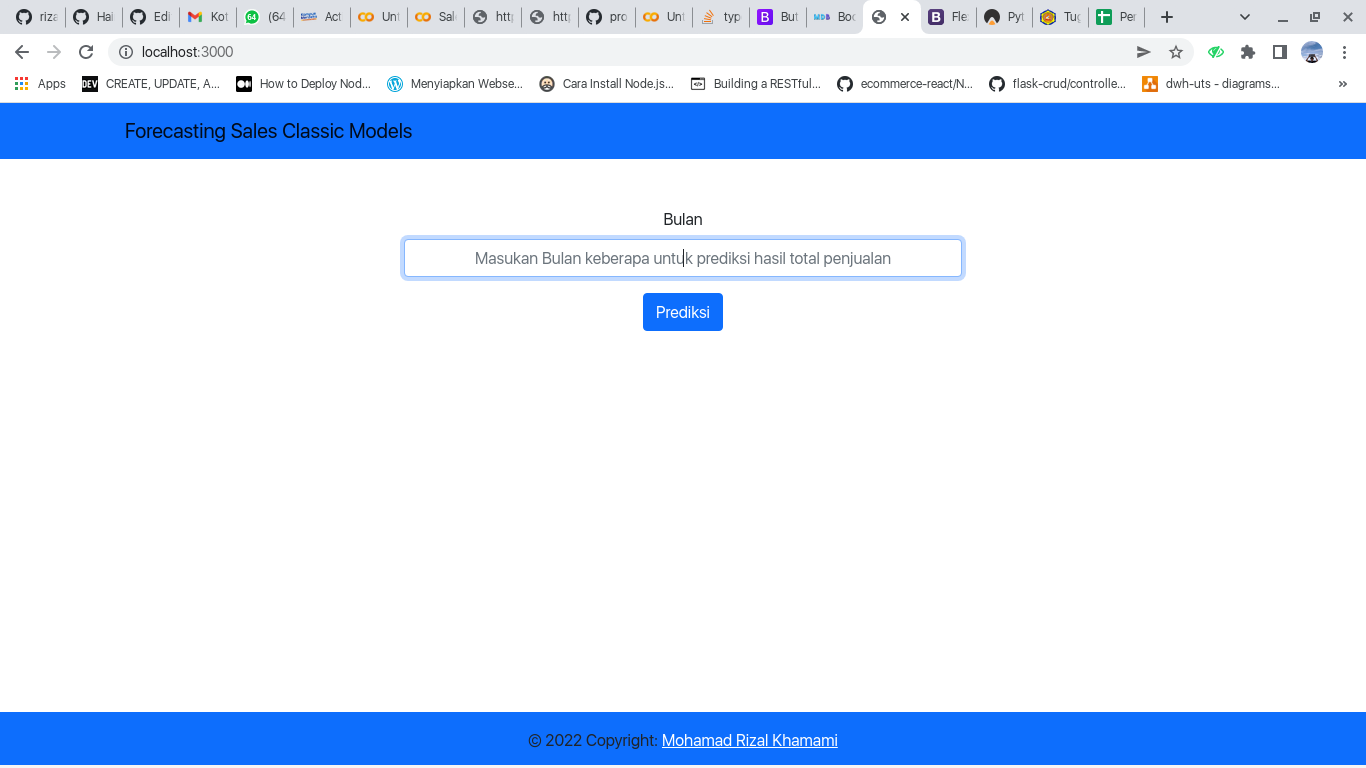 riza
Hai
Edi
Kot
(64
Act
Unt
Sal
http
http
pro
Unt
typ
But
Boo
Fle
Pyt
Tug
Per
localhost:3000
Apps
CREATE, UPDATE, A...
How to Deploy Nod...
Menyiapkan Webse...
Cara Install Node.js...
Building a RESTful...
ecommerce-react/N...
flask-crud/controlle...
dwh-uts - diagrams...
»
Forecasting Sales Classic Models
Bulan
Masukan Bulan keberapa untuk prediksi hasil total penjualan
Prediksi
© 2022 Copyright: Mohamad Rizal Khamami